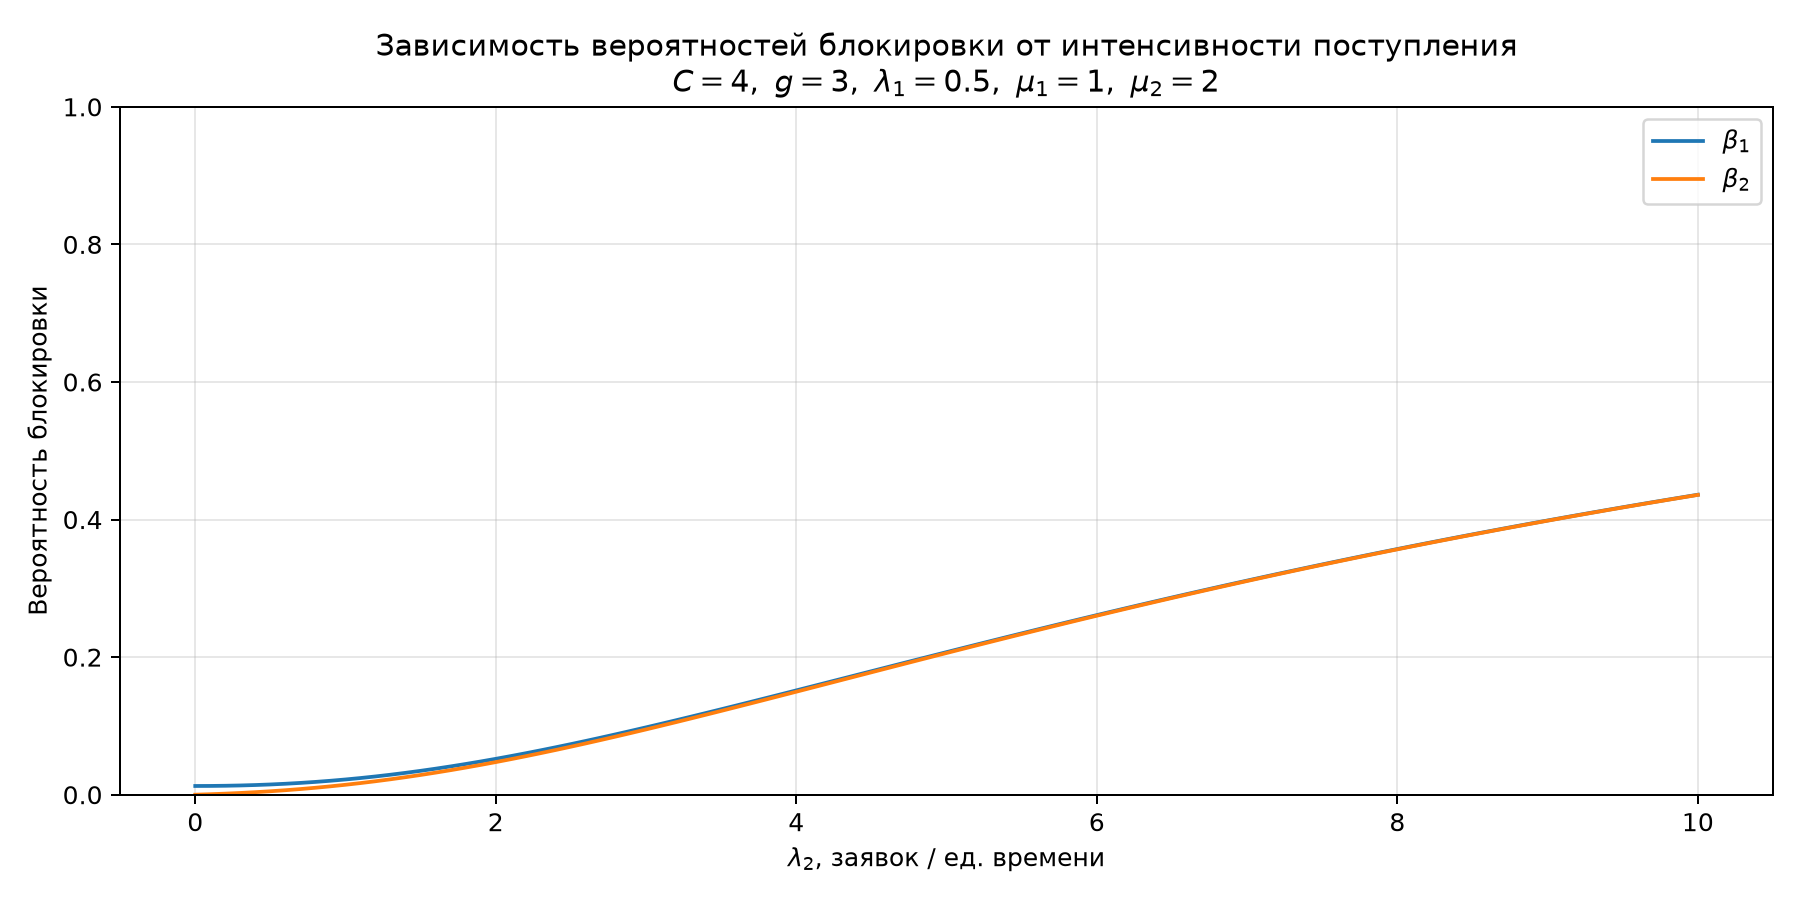 Зависимость вероятностей блокировки от интенсивности поступления
C = 4, g = 3, λ₁ = 0.5, μ₁ = 1, μ₂ = 2
1.0
0.8
0.6
0.4
0.2
0.0
Вероятность блокировки
β₁
β₂
0 2 4 6 8 10
λ₂, заявок / ед. времени